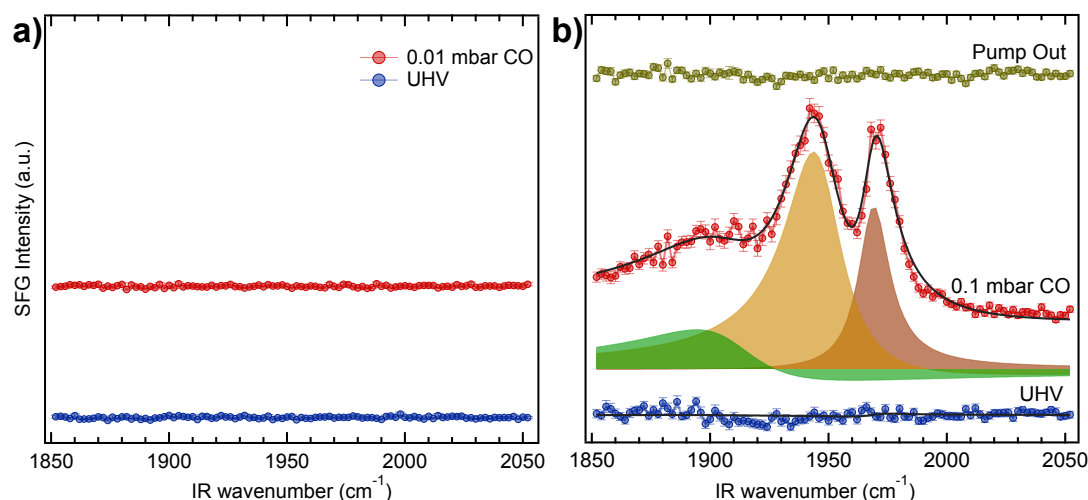 a)
0.01 mbar CO
UHV
SFG Intensity (a.u.)
1850 1900 1950 2000 2050
IR wavenumber (cm⁻¹)
b)
Pump Out
0.1 mbar CO
UHV
1850 1900 1950 2000 2050
IR wavenumber (cm⁻¹)